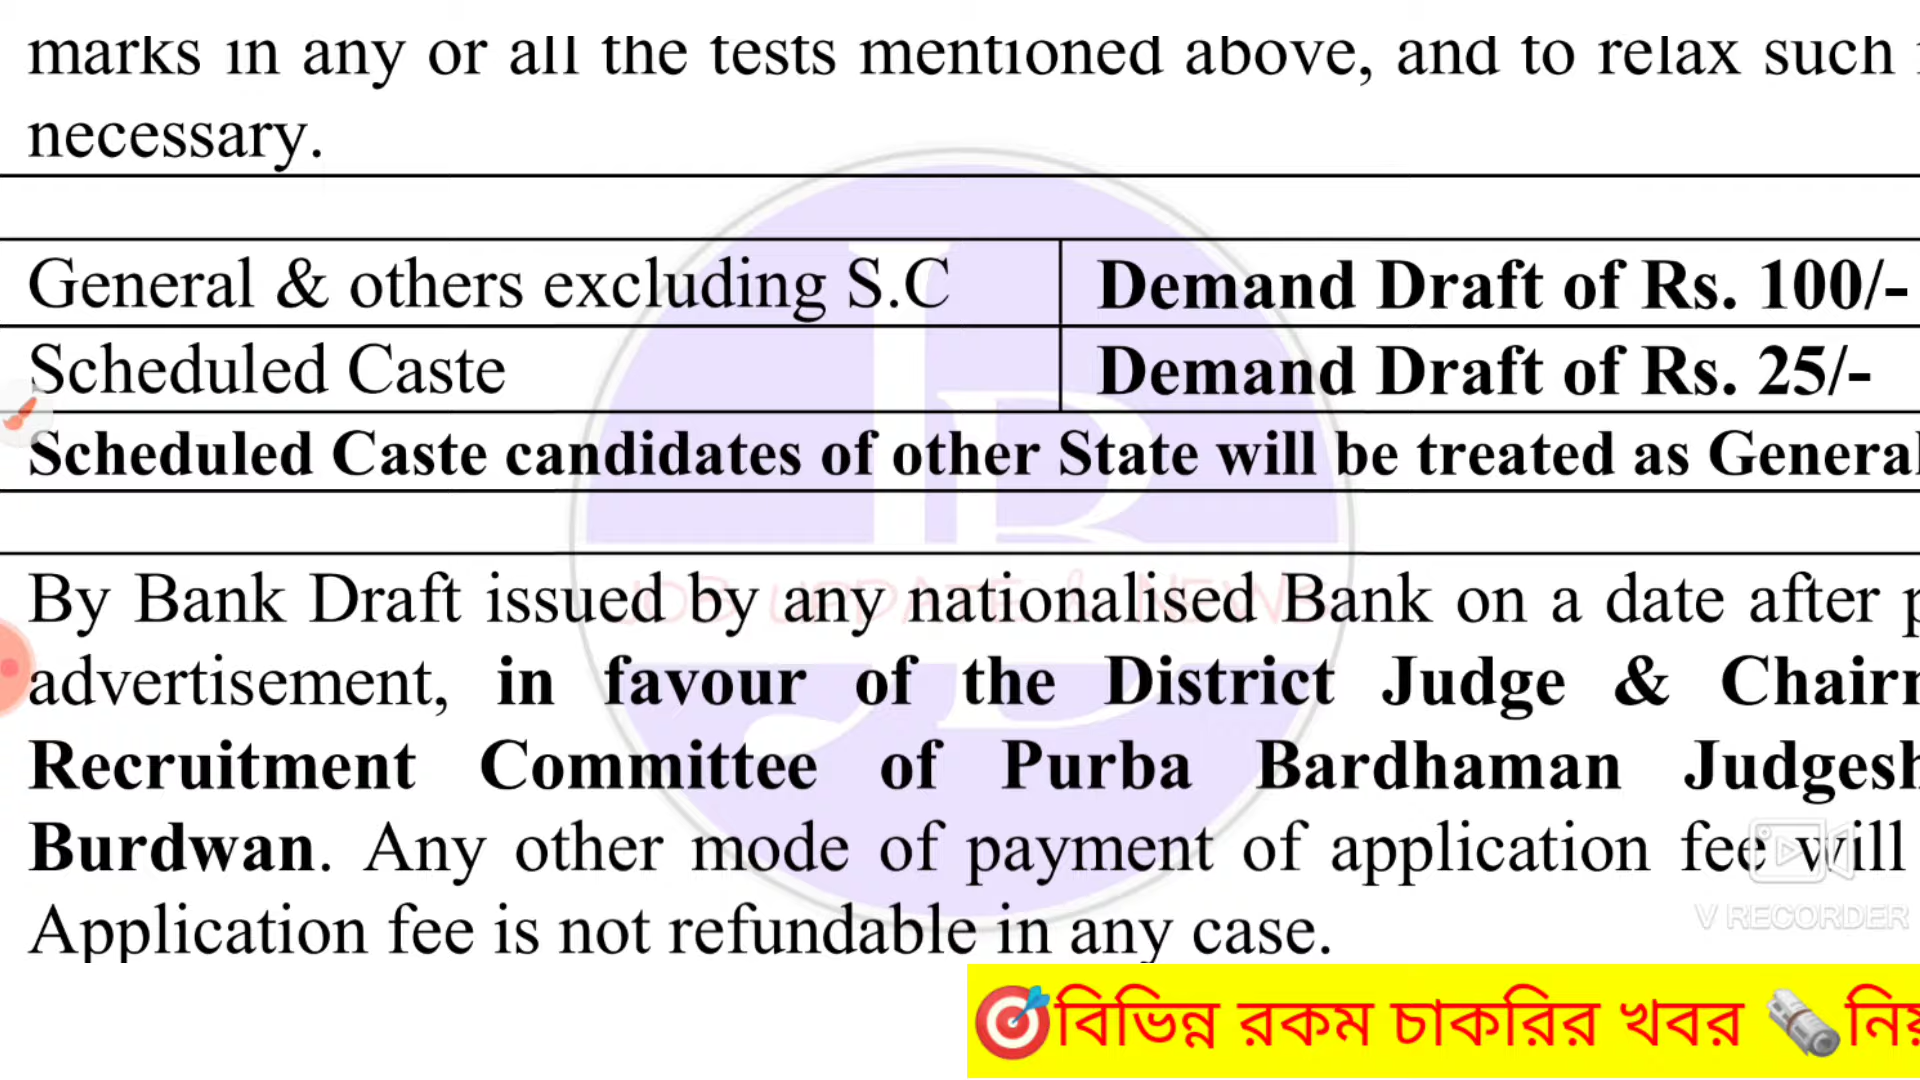 marks in any or all the tests mentioned above, and to relax such
necessary.
General & others excluding S.C Demand Draft of Rs. 100/-
Scheduled Caste Demand Draft of Rs. 25/-
Scheduled Caste candidates of other State will be treated as General
By Bank Draft issued by any nationalised Bank on a date after
advertisement, in favour of the District Judge &
Recruitment Committee of Purba Bardhaman
Burdwan. Any other mode of payment of application fee will
Application fee is not refundable in any case.
JOB UPDATE & NEWS
V RECORDER
বিভিন্ন রকম চাকরির খবর